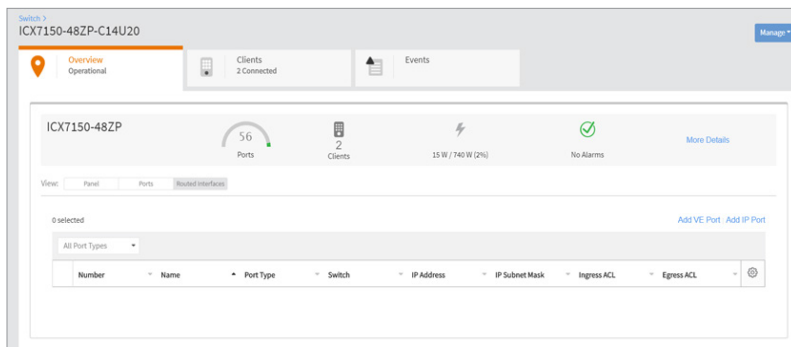 Switch >
ICX7150-48ZP-C14U20
Manage
Overview
Operational
Clients
2 Connected
Events
ICX7150-48ZP
56
Ports
2
Clients
15 W / 740 W (2%)
No Alarms
More Details
View: Panel Ports Routed Interfaces
0 selected
Add VE Port Add IP Port
All Port Types
Number Name Port Type Switch IP Address IP Subnet Mask Ingress ACL Egress ACL